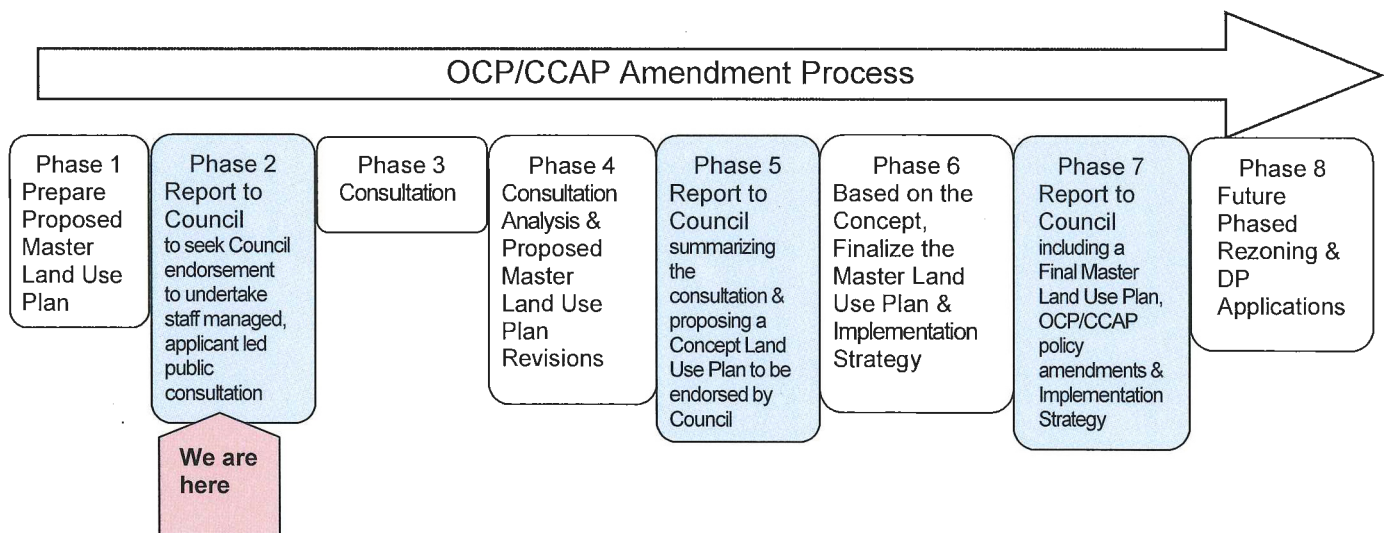 OCP/CCAP Amendment Process
Phase 1
Prepare
Proposed
Master
Land Use
Plan
Phase 2
Report to
Council
to seek Council
endorsement
to undertake
staff managed,
applicant led
public
consultation
Phase 3
Consultation
Phase 4
Consultation
Analysis &
Proposed
Master
Land Use
Plan
Revisions
Phase 5
Report to
Council
summarizing
the
consultation &
proposing a
Concept Land
Use Plan to be
endorsed by
Council
Phase 6
Based on the
Concept,
Finalize the
Master Land
Use Plan &
Implementation
Strategy
Phase 7
Report to
Council
including a
Final Master
Land Use Plan,
OCP/CCAP
policy
amendments &
Implementation
Strategy
Phase 8
Future
Phased
Rezoning &
DP
Applications
We are
here